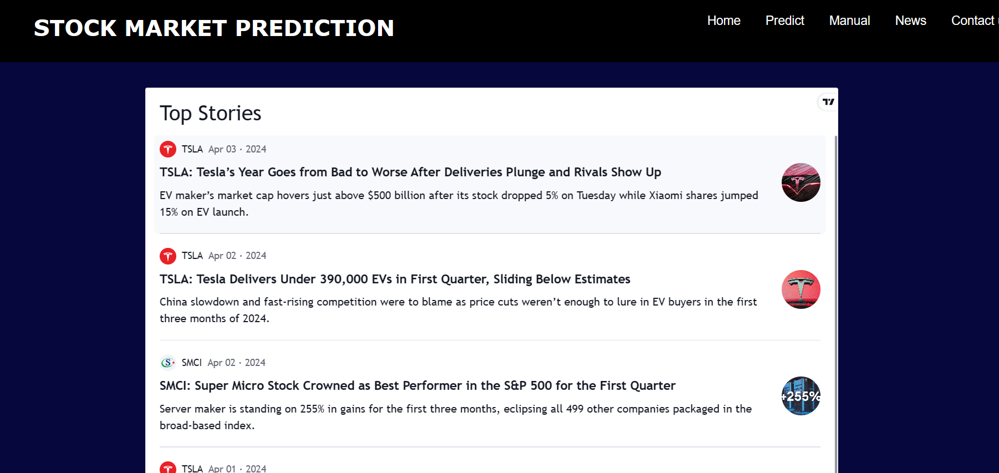 STOCK MARKET PREDICTION
Home Predict Manual News Contact
Top Stories
TSLA Apr 03 · 2024
TSLA: Tesla’s Year Goes from Bad to Worse After Deliveries Plunge and Rivals Show Up
EV maker’s market cap hovers just above $500 billion after its stock dropped 5% on Tuesday while Xiaomi shares jumped
15% on EV launch.
TSLA Apr 02 · 2024
TSLA: Tesla Delivers Under 390,000 EVs in First Quarter, Sliding Below Estimates
China slowdown and fast-rising competition were to blame as price cuts weren’t enough to lure in EV buyers in the first
three months of 2024.
S
SMCI Apr 02 · 2024
SMCI: Super Micro Stock Crowned as Best Performer in the S&P 500 for the First Quarter
+255%
Server maker is standing on 255% in gains for the first three months, eclipsing all 499 other companies packaged in the
broad-based index.
TSLA Apr 01 · 2024